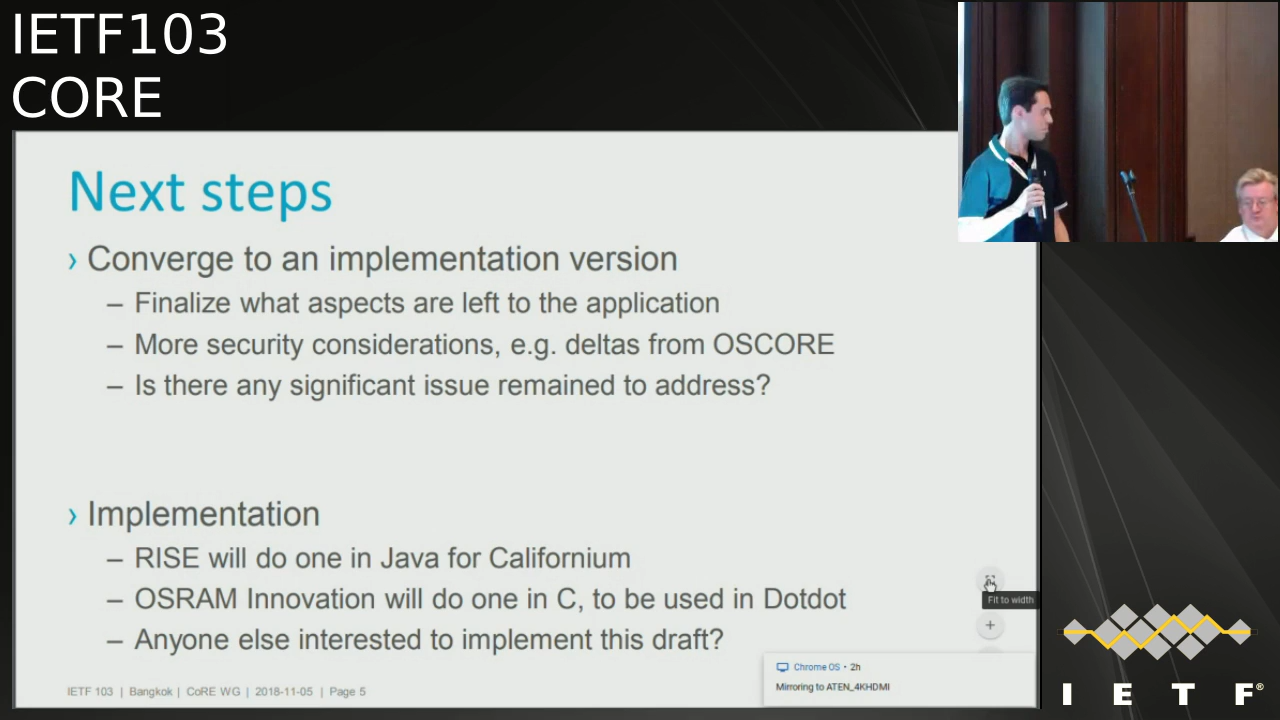 IETF103
CORE
Next steps
› Converge to an implementation version
– Finalize what aspects are left to the application
– More security considerations, e.g. deltas from OSCORE
– Is there any significant issue remained to address?
› Implementation
– RISE will do one in Java for Californium
– OSRAM Innovation will do one in C, to be used in Dotdot
– Anyone else interested to implement this draft?
Fit to width
+
Chrome OS • 2h
Mirroring to ATEN_4KHDMI
IETF 103 | Bangkok | CoRE WG | 2018-11-05 | Page 5
I E T F®